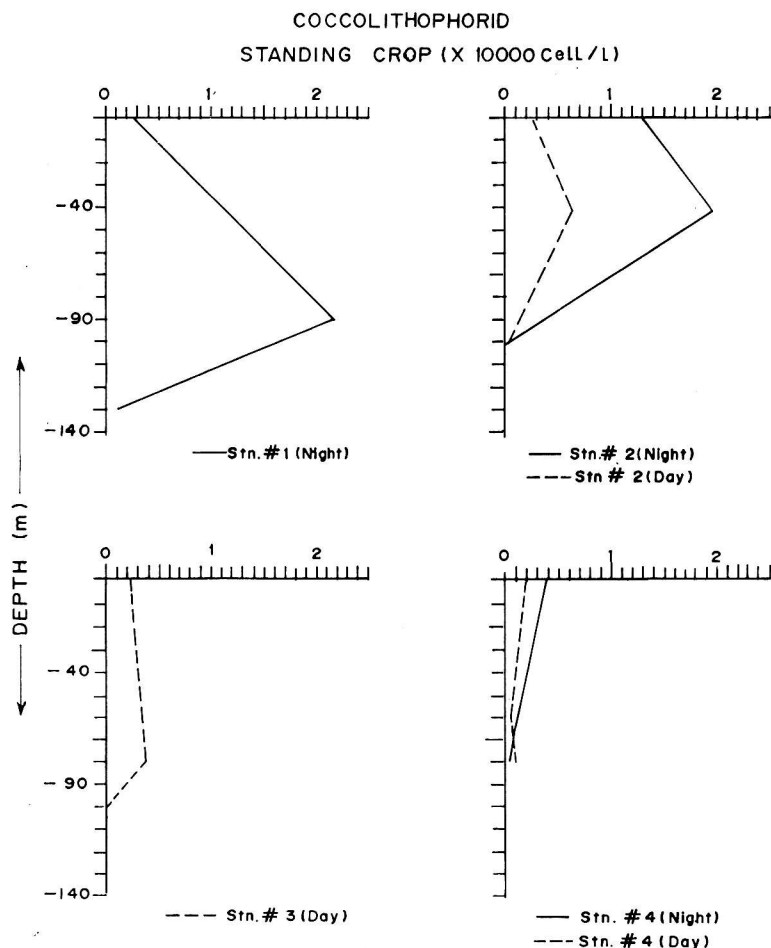 COCCOLITHOPHORID
STANDING CROP (X 10000 Cell/L)
0 1 2
-40
-90
-140
Stn. # 1 (Night)
0 1 2
Stn. # 2 (Night)
Stn # 2 (Day)
DEPTH (m)
0 1 2
-40
-90
-140
Stn. # 3 (Day)
0 1 2
Stn. # 4 (Night)
Stn. # 4 (Day)